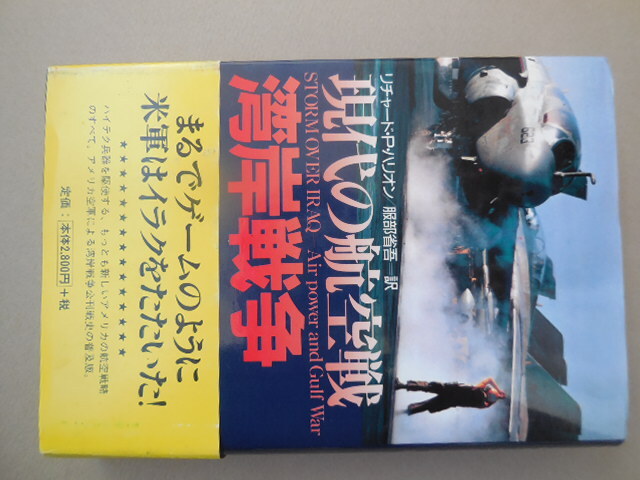 リチャード・P・ハリオン／服部省吾＝訳
現代の航空戦
STORM OVER IRAQ Air power and Gulf War
湾岸戦争
まるでゲームのように
米軍はイラクをたたいた!
★★★★★★★★★★★★★★★★★★
ハイテク兵器を駆使する、もっとも新しいアメリカの航空戦略
のすべて。アメリカ空軍による湾岸戦争公刊戦史の普及版。
定価：本体2,800円+税